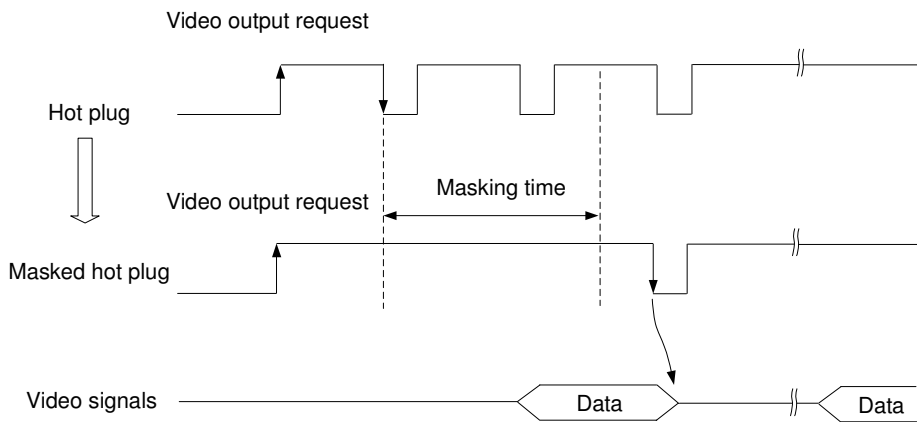 Video output request
Hot plug
Masking time
Video output request
Masked hot plug
Video signals
Data
Data